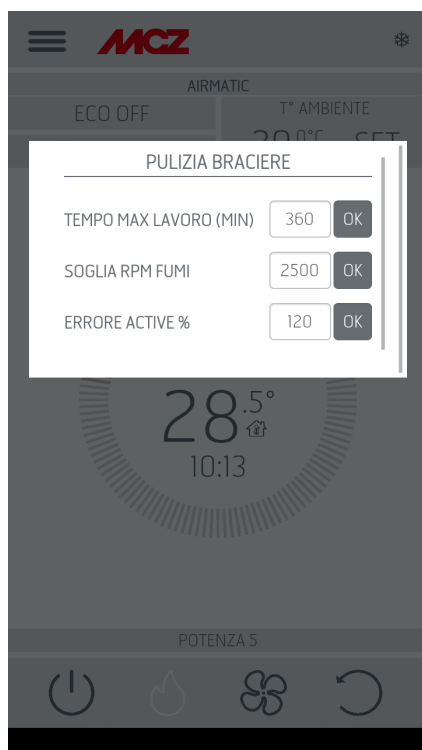 MCZ
AIRMATIC
ECO OFF
T° AMBIENTE
SET
PULIZIA BRACIERE
TEMPO MAX LAVORO (MIN) 360 OK
SOGLIA RPM FUMI 2500 OK
ERRORE ACTIVE % 120 OK
28.5°
10:13
POTENZA 5